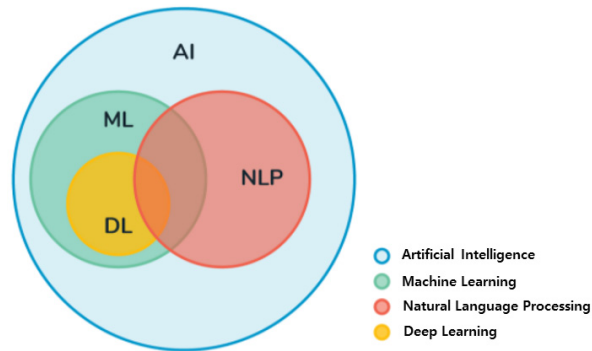 AI
ML
NLP
DL
Artificial Intelligence
Machine Learning
Natural Language Processing
Deep Learning